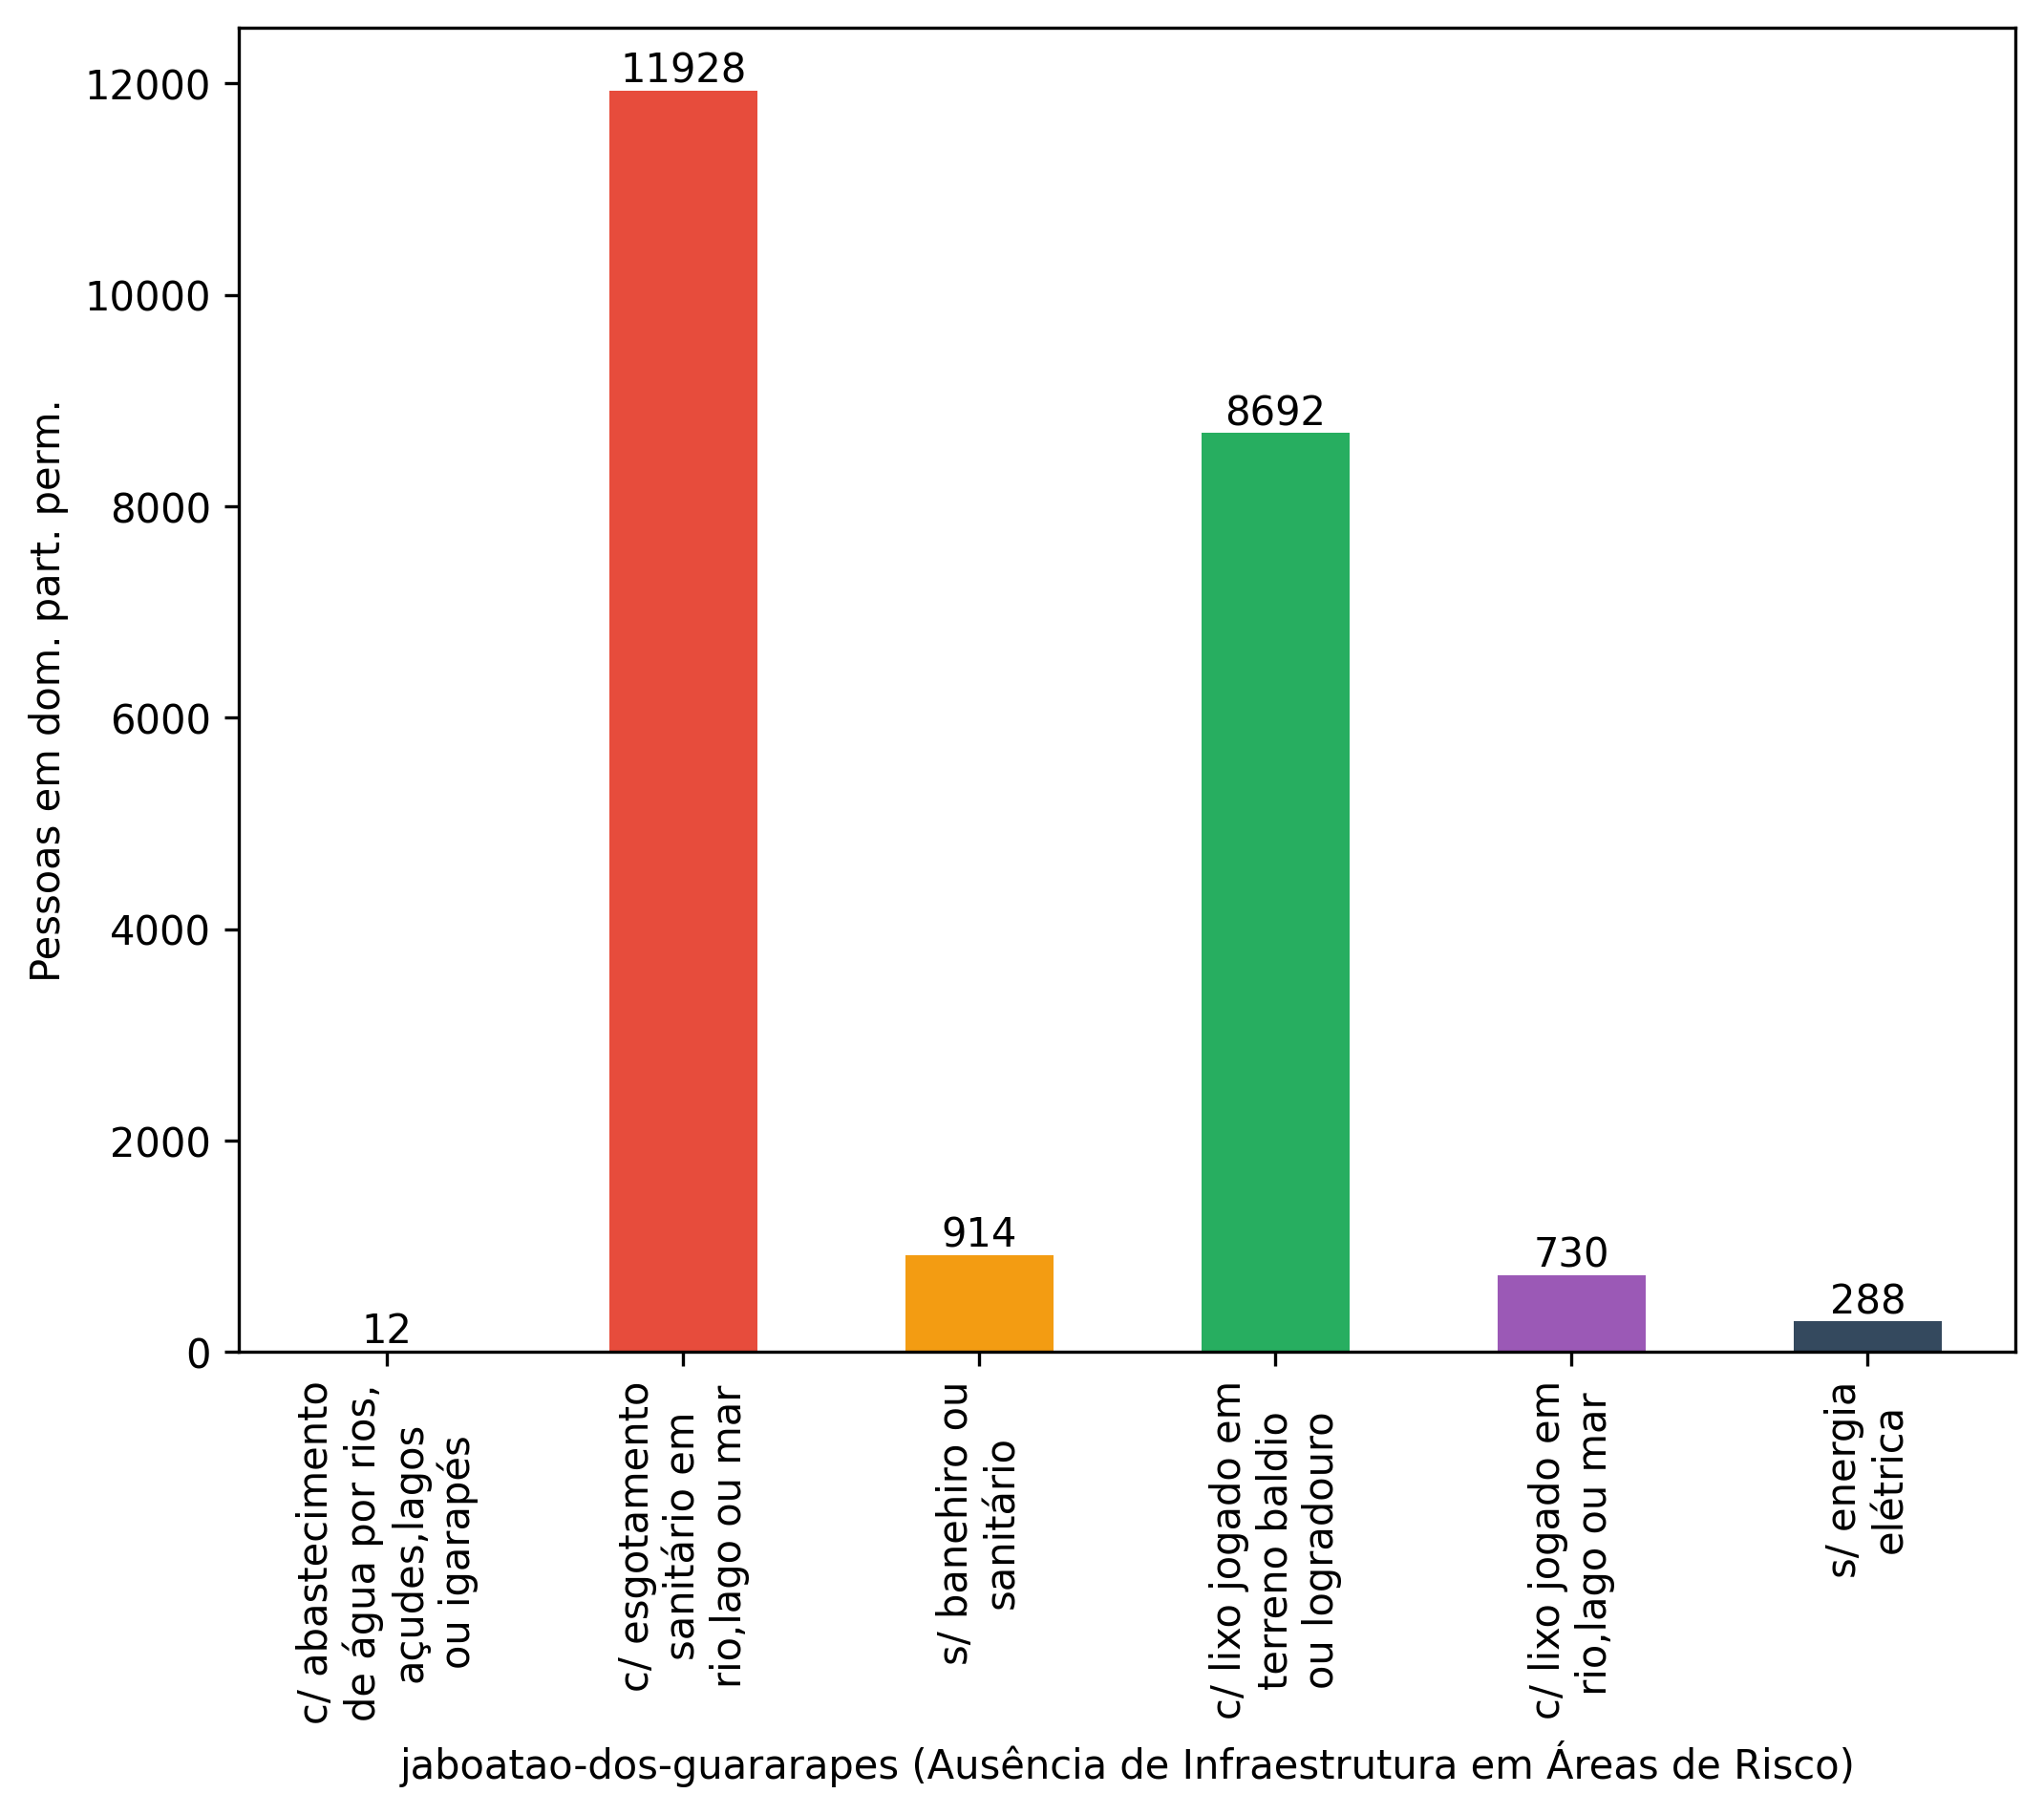 12000
10000
8000
6000
4000
2000
0
Pessoas em dom. part. perm.
12
11928
914
8692
730
288
c/ abastecimento
de água por rios,
açudes,lagos
ou igarapés
c/ esgotamento
sanitário em
rio,lago ou mar
s/ banehiro ou
sanitário
c/ lixo jogado em
terreno baldio
ou logradouro
c/ lixo jogado em
rio,lago ou mar
s/ energia
elétrica
jaboatao-dos-guararapes (Ausência de Infraestrutura em Áreas de Risco)